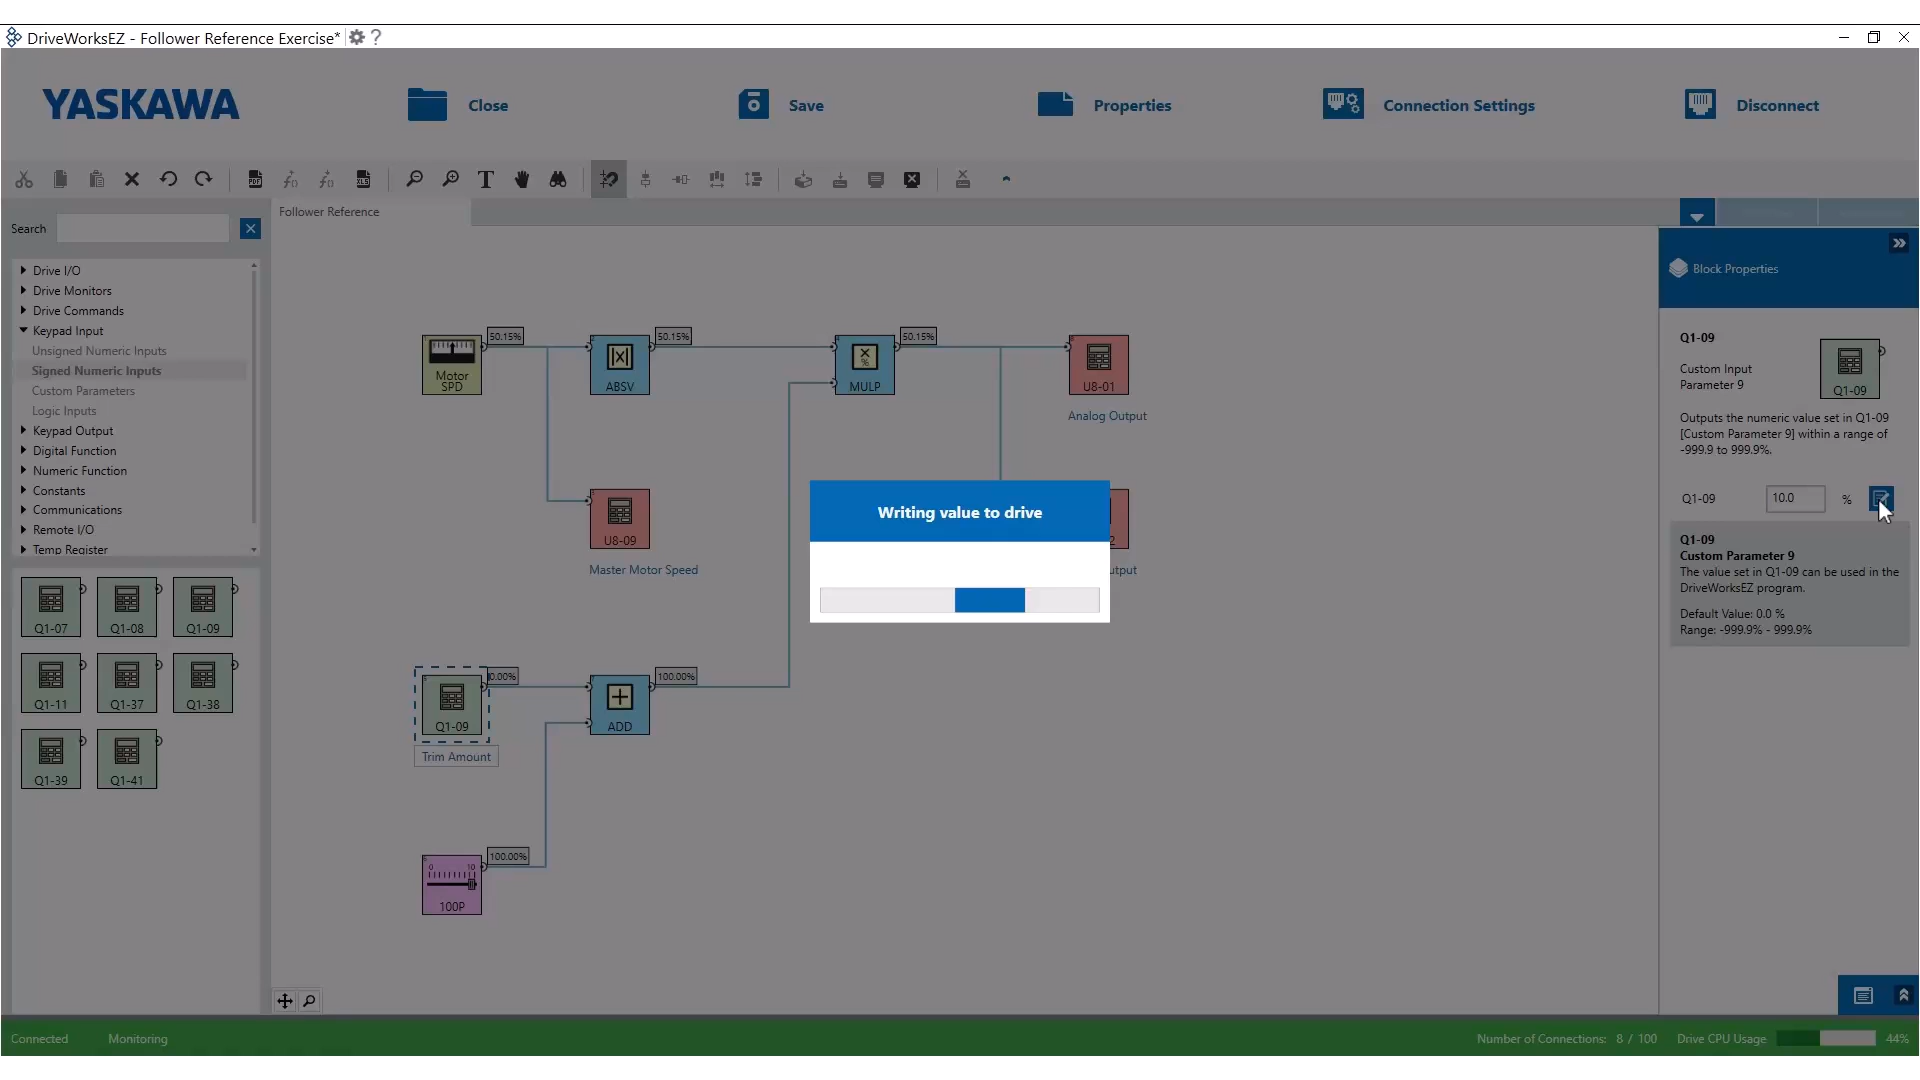 DriveWorksEZ - Follower Reference Exercise* ?
YASKAWA
Close
Save
Properties
Connection Settings
Disconnect
Search
Follower Reference
Drive I/O
Drive Monitors
Drive Commands
Keypad Input
Unsigned Numeric Inputs
Signed Numeric Inputs
Custom Parameters
Logic Inputs
Keypad Output
Digital Function
Numeric Function
Constants
Communications
Remote I/O
Temp Register
Q1-07
Q1-08
Q1-09
Q1-11
Q1-37
Q1-38
Q1-39
Q1-41
50.15%
50.15%
50.15%
Motor
SPD
ABSV
MULP
U8-01
Analog Output
U8-09
Master Motor Speed
2
utput
Writing value to drive
0.00%
100.00%
Q1-09
ADD
Trim Amount
100.00%
0 10
100P
Block Properties
Q1-09
Custom Input
Parameter 9
Q1-09
Outputs the numeric value set in Q1-09
[Custom Parameter 9] within a range of
-999.9 to 999.9%.
Q1-09 10.0 %
Q1-09
Custom Parameter 9
The value set in Q1-09 can be used in the
DriveWorksEZ program.
Default Value: 0.0 %
Range: -999.9% - 999.9%
Connected
Monitoring
Number of Connections: 8 / 100
Drive CPU Usage
44%